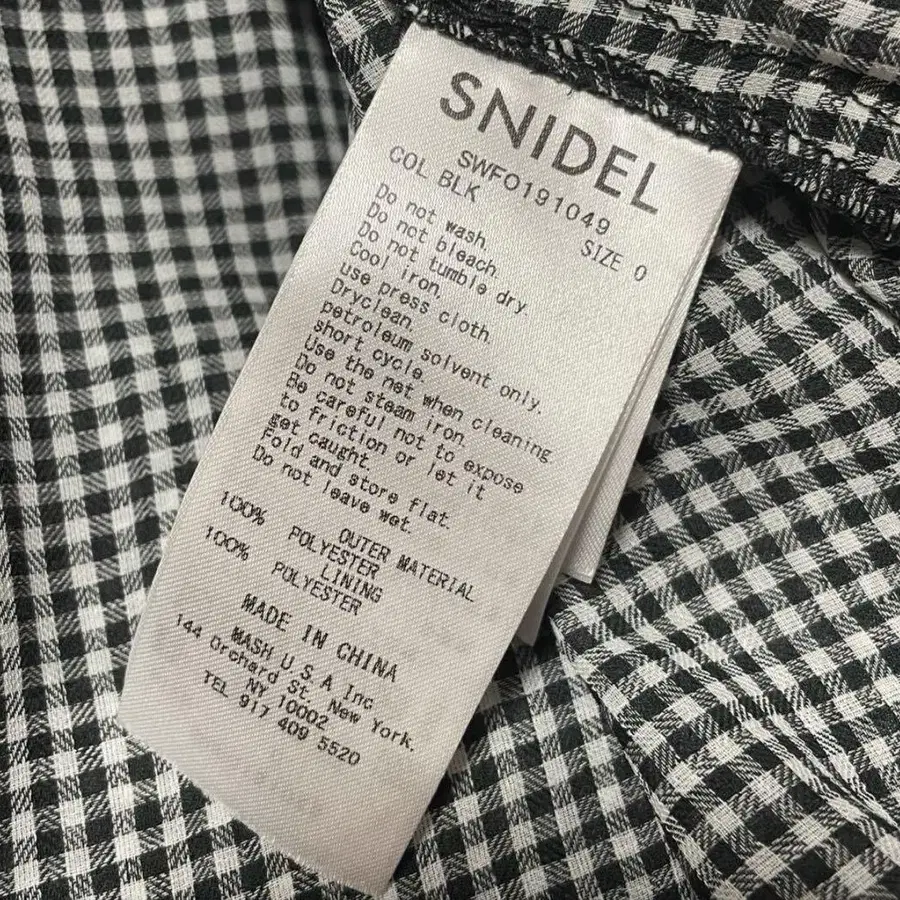 SNIDEL
SWFO191049
COL BLK
SIZE 0
Do not wash.
Do not bleach.
Do not tumble dry.
Cool iron,
use press cloth.
Dryclean.
petroleum solvent only.
short cycle.
Use the net when cleaning
Do not steam iron.
Be careful not to expose
to friction or let it
get caught.
Fold and store flat.
Do not leave wet.
OUTER MATERIAL
100% POLYESTER
LINING
100% POLYESTER
MADE IN CHINA
MASH U.S.A Inc
144 Orchard St. New York.
NY 10002
TEL 917 409 5520